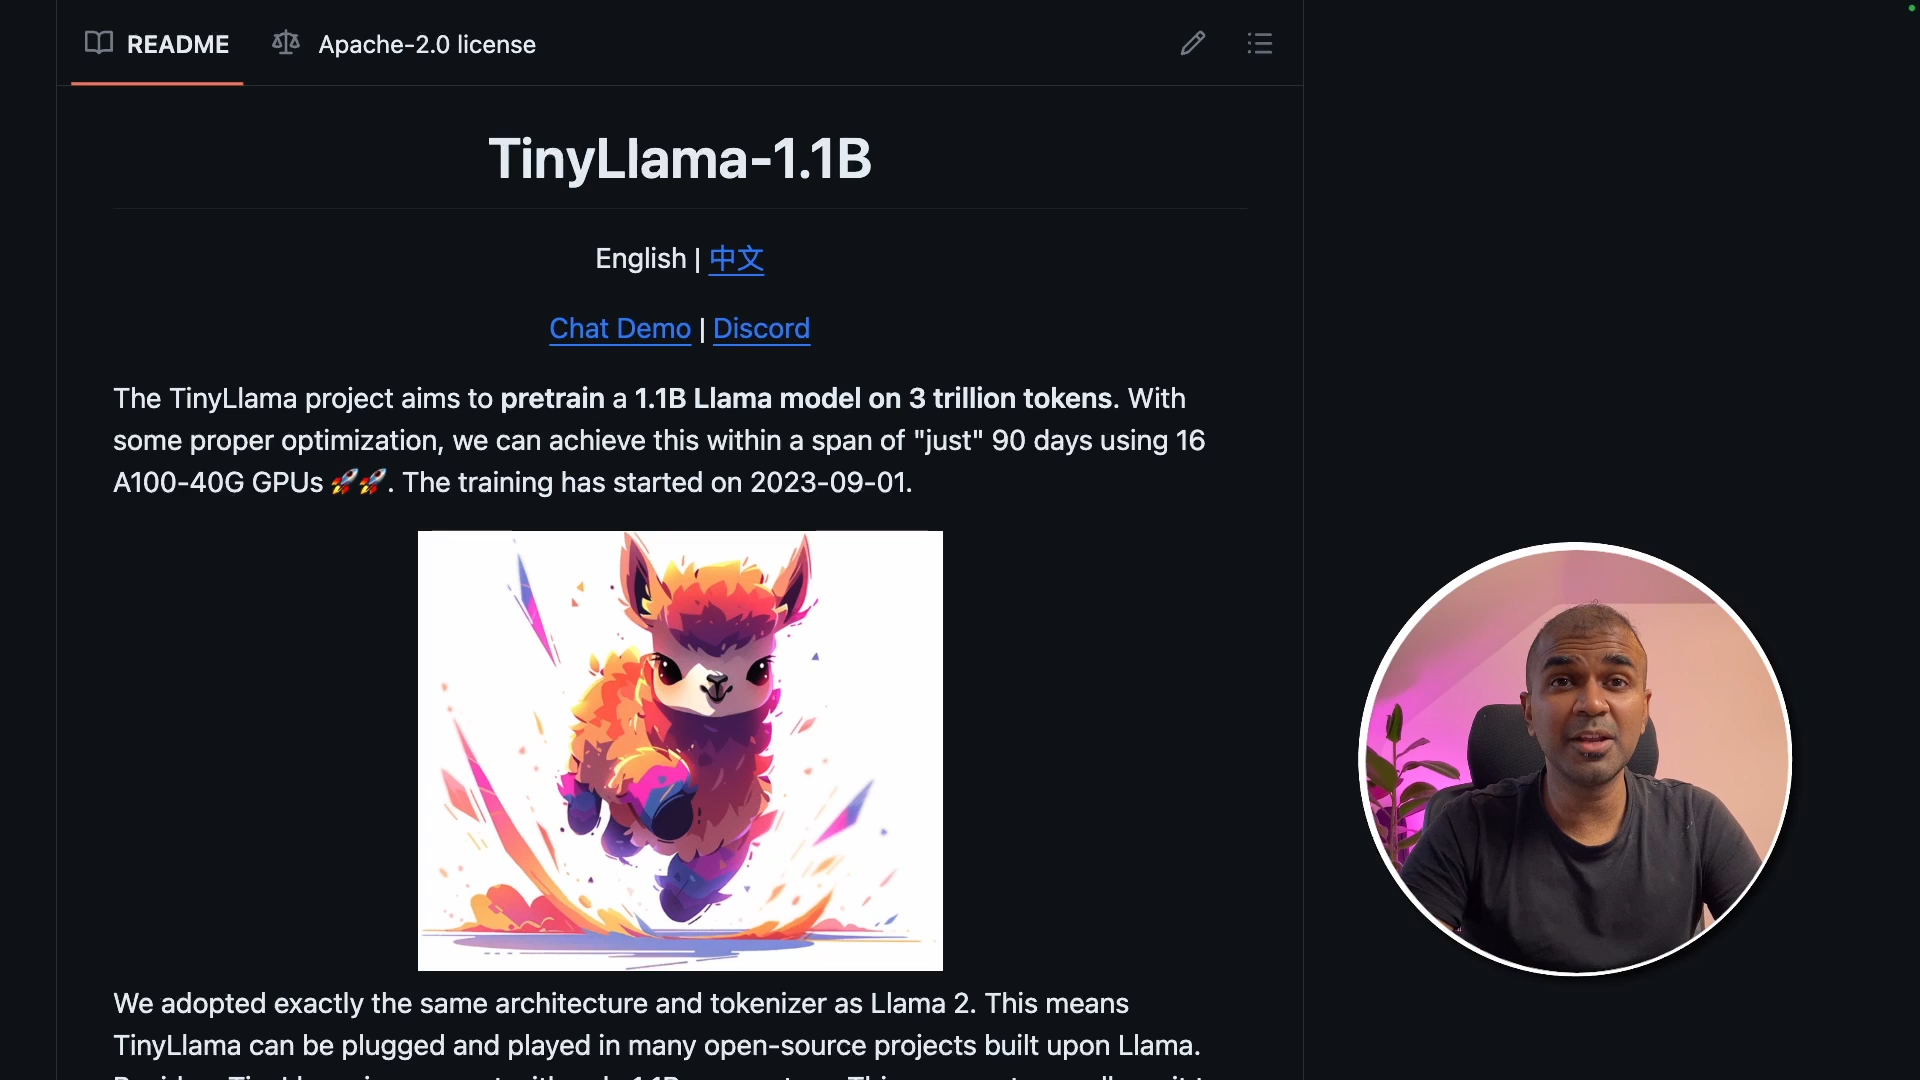 README
Apache-2.0 license
TinyLlama-1.1B
English | 中文
Chat Demo | Discord
The TinyLlama project aims to pretrain a 1.1B Llama model on 3 trillion tokens. With
some proper optimization, we can achieve this within a span of "just" 90 days using 16
A100-40G GPUs 🚀🚀. The training has started on 2023-09-01.
We adopted exactly the same architecture and tokenizer as Llama 2. This means
TinyLlama can be plugged and played in many open-source projects built upon Llama.